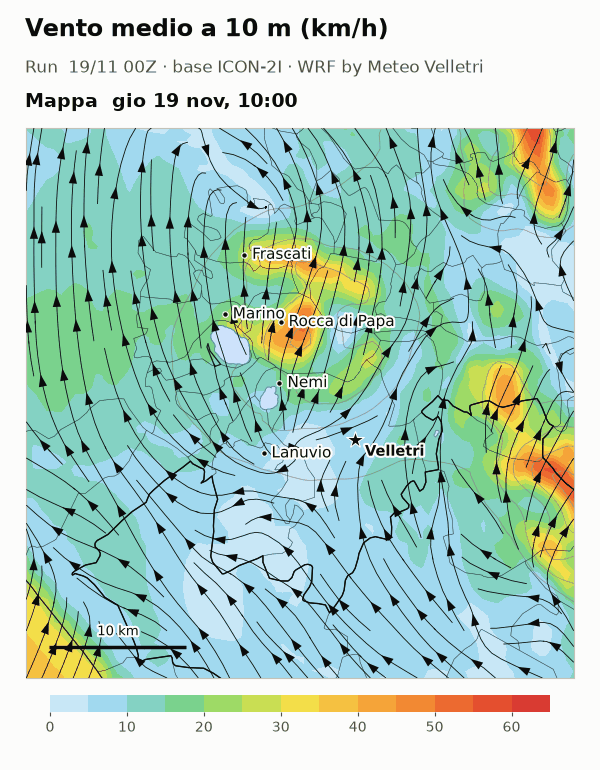 Vento medio a 10 m (km/h)
Run  19/11 00Z · base ICON-2I · WRF by Meteo Velletri
Mappa  gio 19 nov, 10:00
Frascati
Marino
Rocca di Papa
Nemi
Velletri
Lanuvio
10 km
0 10 20 30 40 50 60